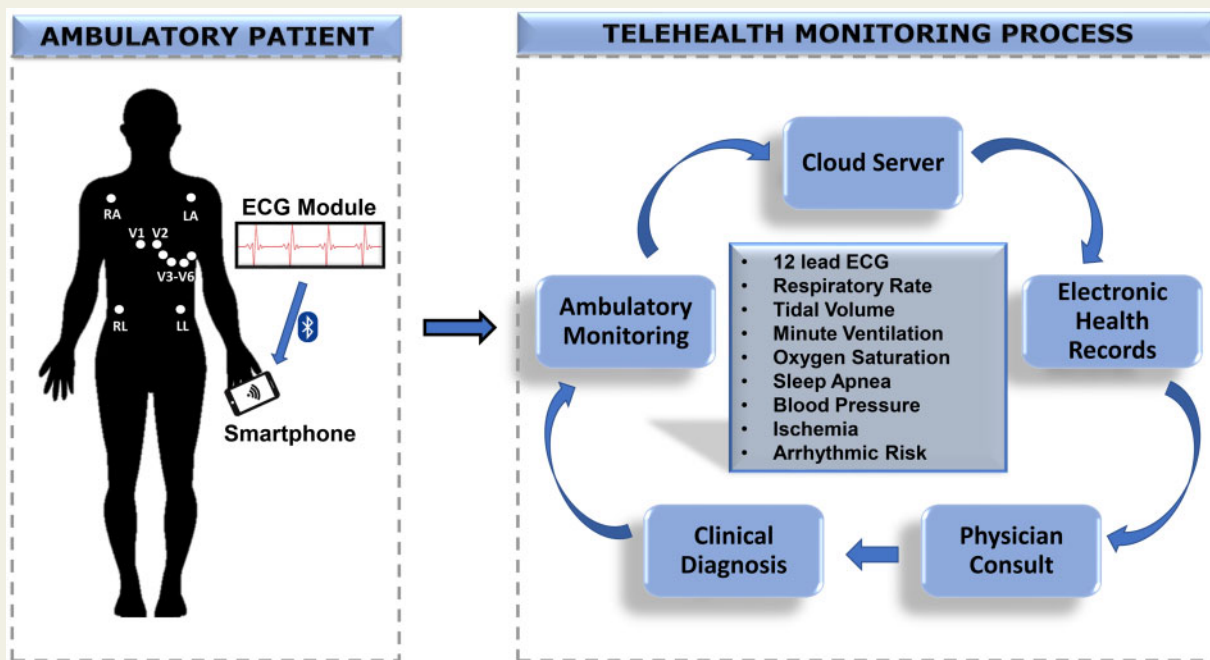 AMBULATORY PATIENT
RA
LA
V1
V2
V3-V6
RL
LL
ECG Module
Smartphone
TELEHEALTH MONITORING PROCESS
Cloud Server
Ambulatory
Monitoring
• 12 lead ECG
• Respiratory Rate
• Tidal Volume
• Minute Ventilation
• Oxygen Saturation
• Sleep Apnea
• Blood Pressure
• Ischemia
• Arrhythmic Risk
Electronic
Health
Records
Clinical
Diagnosis
Physician
Consult